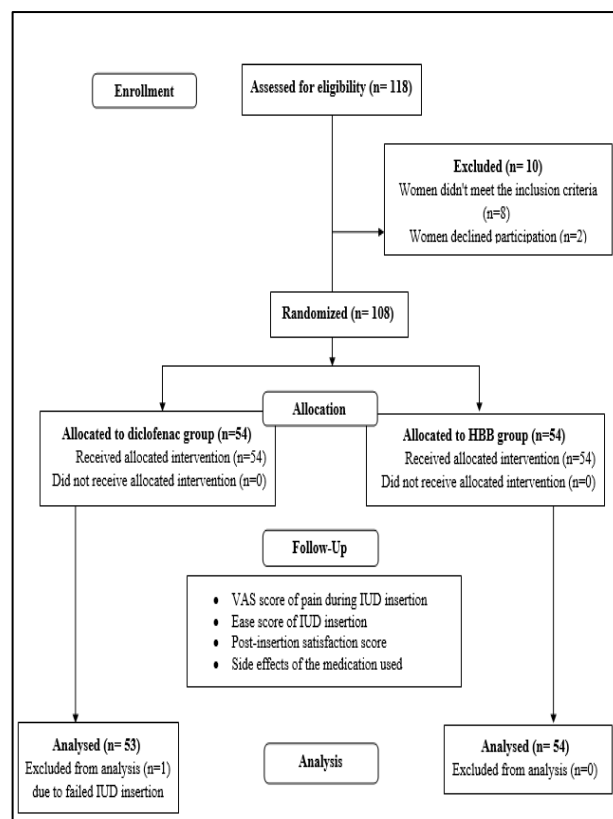 Enrollment
Assessed for eligibility (n= 118)
Excluded (n= 10)
Women didn't meet the inclusion criteria
(n=8)
Women declined participation (n=2)
Randomized (n= 108)
Allocation
Allocated to diclofenac group (n=54)
Received allocated intervention (n=54)
Did not receive allocated intervention (n=0)
Allocated to HBB group (n=54)
Received allocated intervention (n=54)
Did not receive allocated intervention (n=0)
Follow-Up
• VAS score of pain during IUD insertion
• Ease score of IUD insertion
• Post-insertion satisfaction score
• Side effects of the medication used
Analysed (n= 53)
Excluded from analysis (n=1)
due to failed IUD insertion
Analysis
Analysed (n= 54)
Excluded from analysis (n=0)